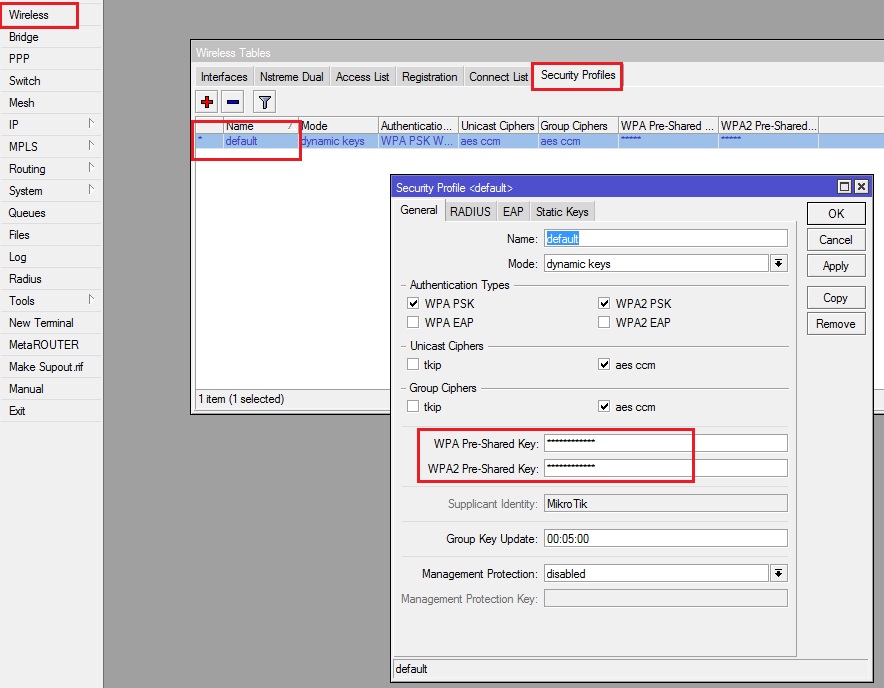 Wireless
Bridge
PPP
Switch
Mesh
IP
MPLS
Routing
System
Queues
Files
Log
Radius
Tools
New Terminal
MetaROUTER
Make Supout.rif
Manual
Exit
Wireless Tables
Interfaces Nstreme Dual Access List Registration Connect List Security Profiles
Name Mode Authenticatio... Unicast Ciphers Group Ciphers WPA Pre-Shared ... WPA2 Pre-Shared...
* default dynamic keys WPA PSK W... aes ccm aes ccm ***** *****
1 item (1 selected)
Security Profile <default>
General RADIUS EAP Static Keys
Name: default
Mode: dynamic keys
Authentication Types
WPA PSK WPA2 PSK
WPA EAP WPA2 EAP
Unicast Ciphers
tkip aes ccm
Group Ciphers
tkip aes ccm
WPA Pre-Shared Key: ************
WPA2 Pre-Shared Key: ************
Supplicant Identity: MikroTik
Group Key Update: 00:05:00
Management Protection: disabled
Management Protection Key:
default
OK
Cancel
Apply
Copy
Remove